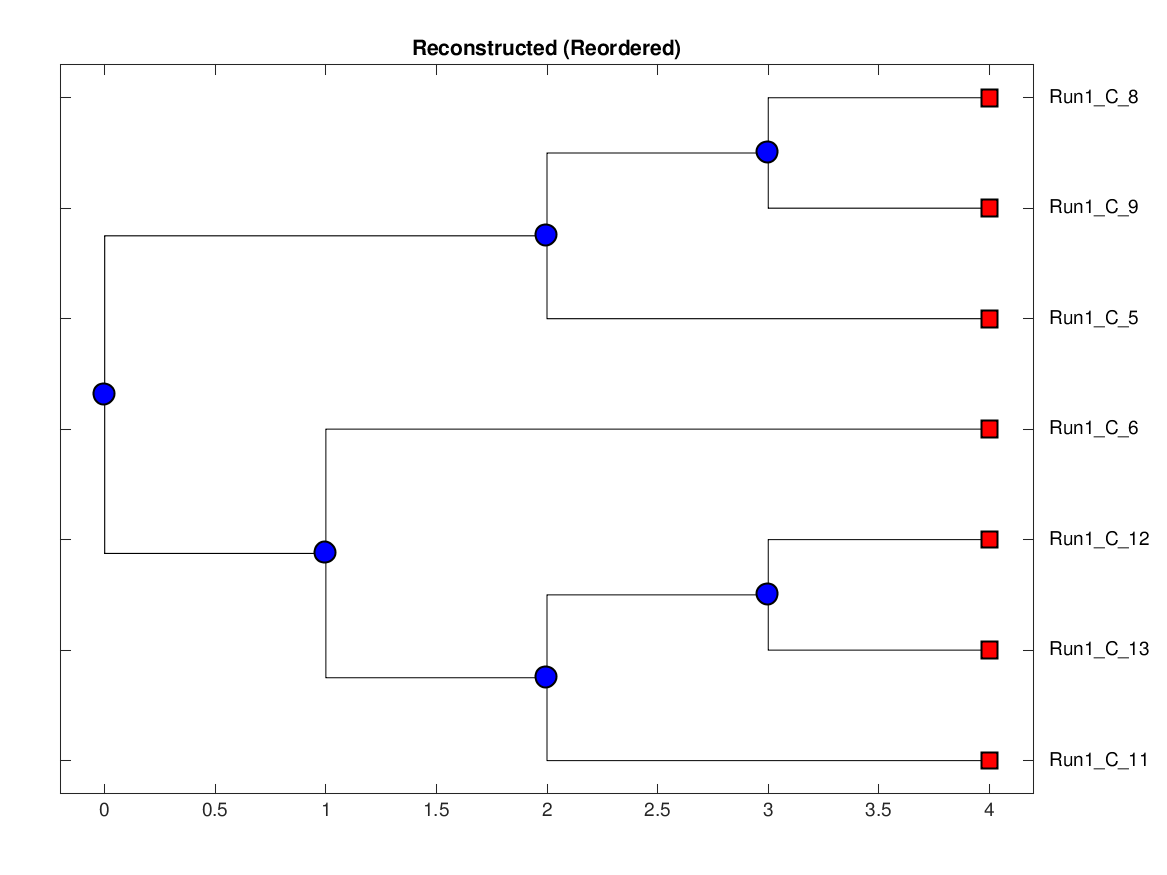 Reconstructed (Reordered)
Run1_C_8
Run1_C_9
Run1_C_5
Run1_C_6
Run1_C_12
Run1_C_13
Run1_C_11
0 0.5 1 1.5 2 2.5 3 3.5 4